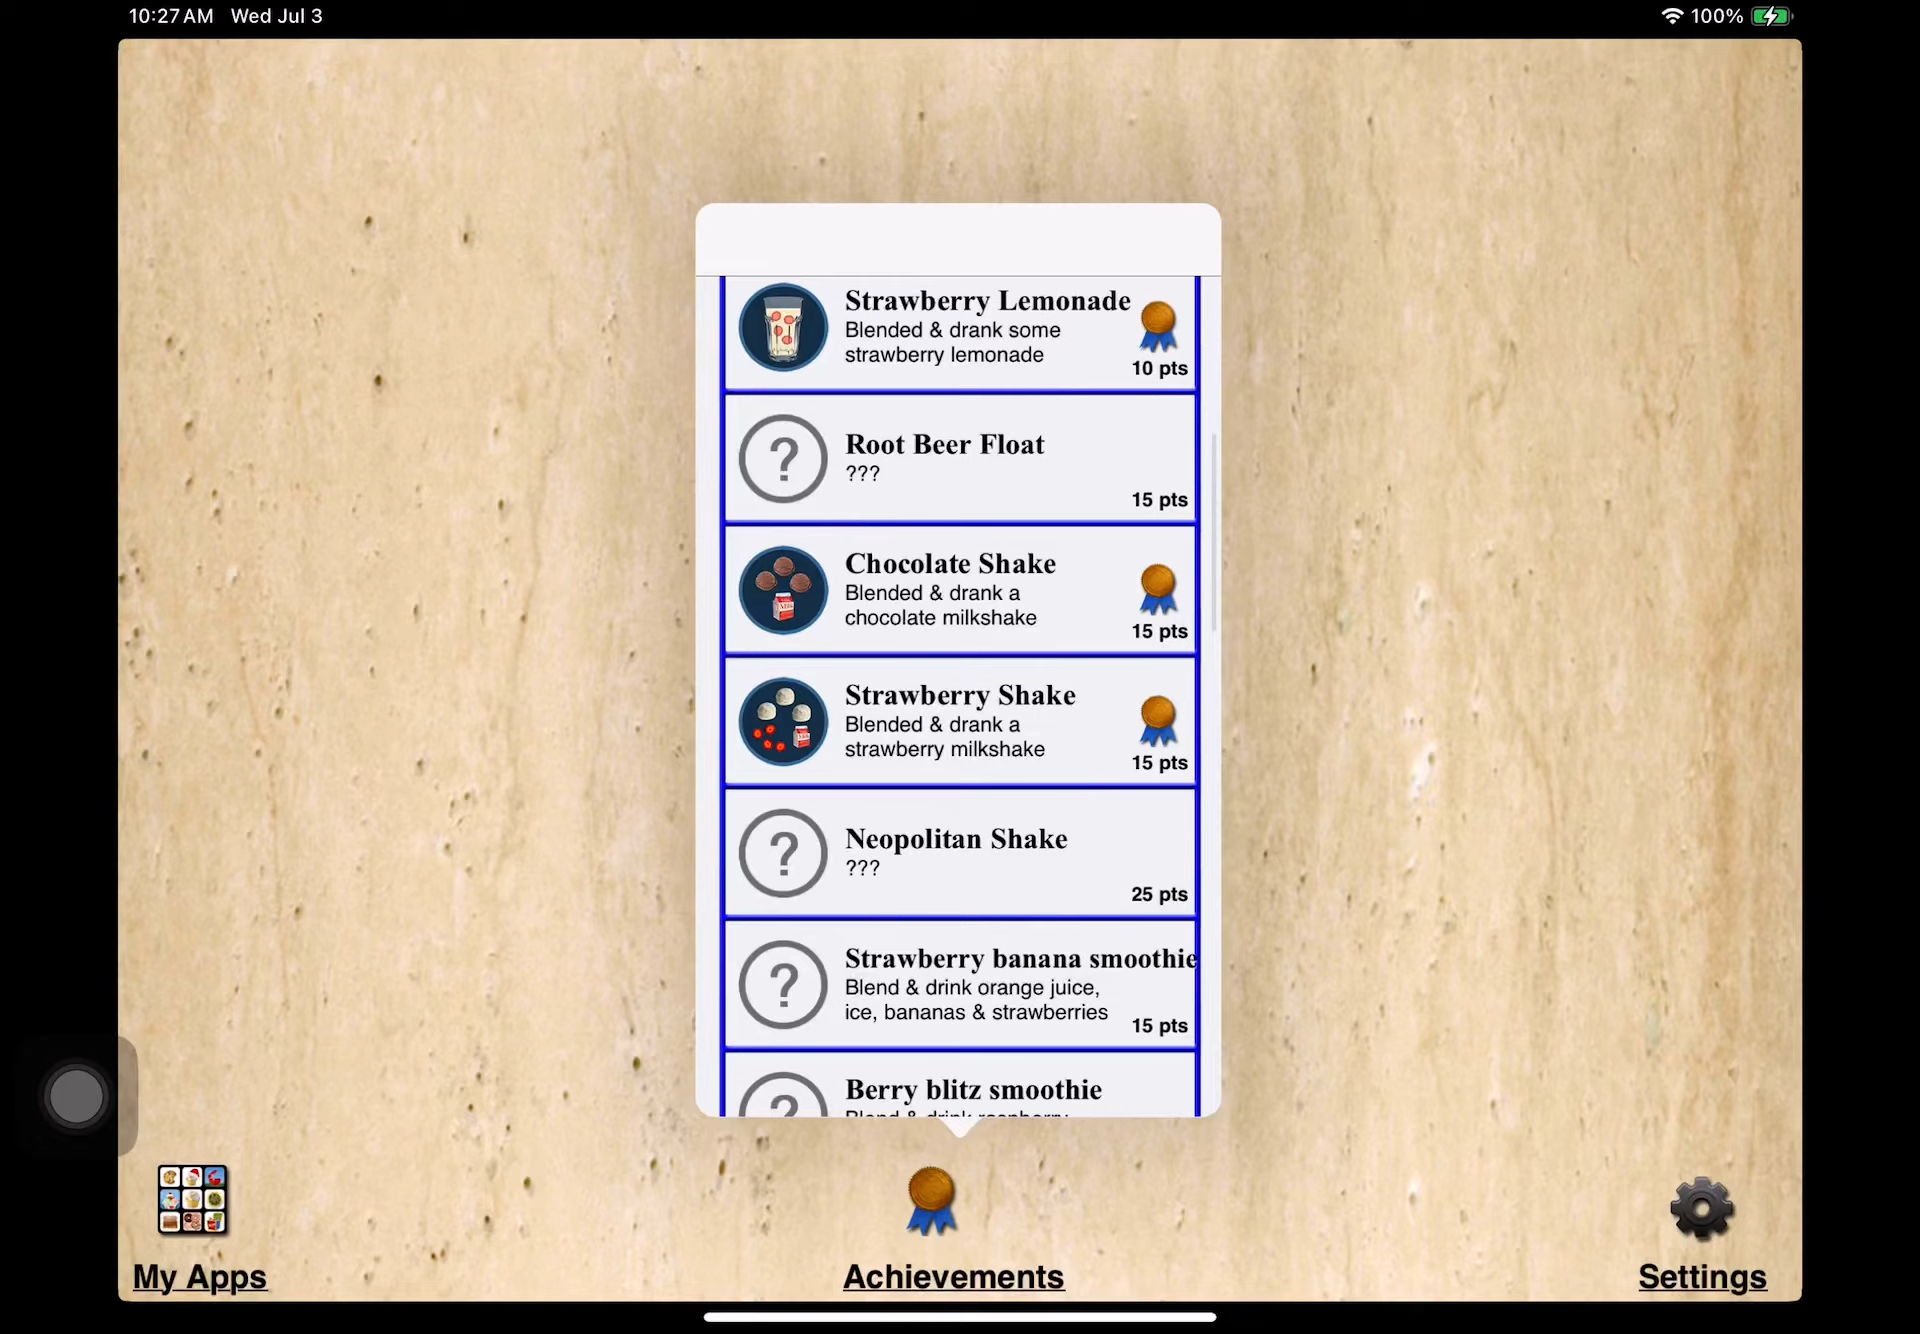 10:27 AM Wed Jul 3
100%
Strawberry Lemonade
Blended & drank some
strawberry lemonade
10 pts
?
Root Beer Float
???
15 pts
Chocolate Shake
Blended & drank a
chocolate milkshake
15 pts
Strawberry Shake
Blended & drank a
strawberry milkshake
15 pts
?
Neopolitan Shake
???
25 pts
?
Strawberry banana smoothie
Blend & drink orange juice,
ice, bananas & strawberries
15 pts
?
Berry blitz smoothie
Blend & drink raspberry
My Apps
Achievements
Settings